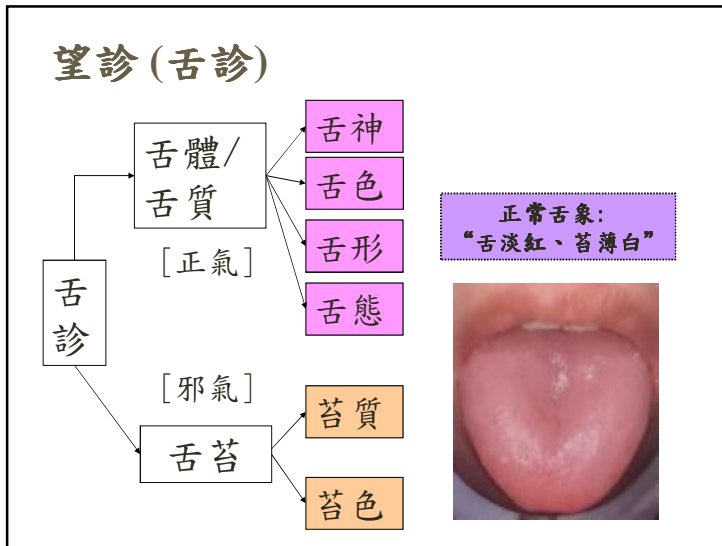 望診 (舌診)
舌診
舌體/
舌質
[正氣]
舌神
舌色
舌形
舌態
[邪氣]
舌苔
苔質
苔色
正常舌象:
“舌淡紅、苔薄白”